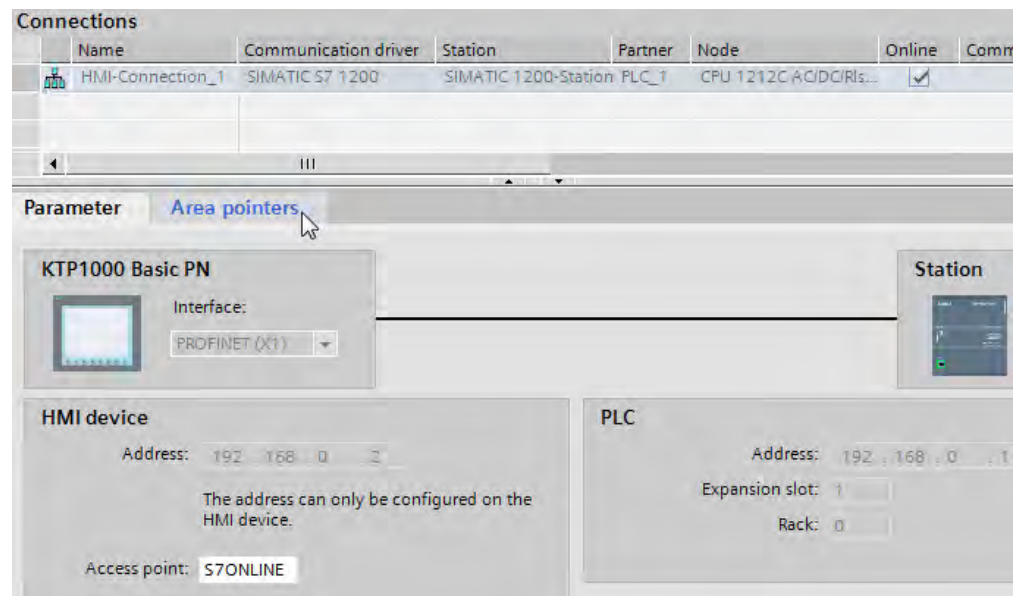 Connections
Name Communication driver Station Partner Node Online Comm
HMI-Connection_1 SIMATIC S7 1200 SIMATIC 1200-Station PLC_1 CPU 1212C AC/DC/Rls...
Parameter Area pointers
KTP1000 Basic PN
Interface:
PROFINET (X1)
Station
HMI device
Address: 192 . 168 . 0 . 2
The address can only be configured on the
HMI device.
Access point: S7ONLINE
PLC
Address: 192 . 168 . 0 . 1
Expansion slot: 1
Rack: 0